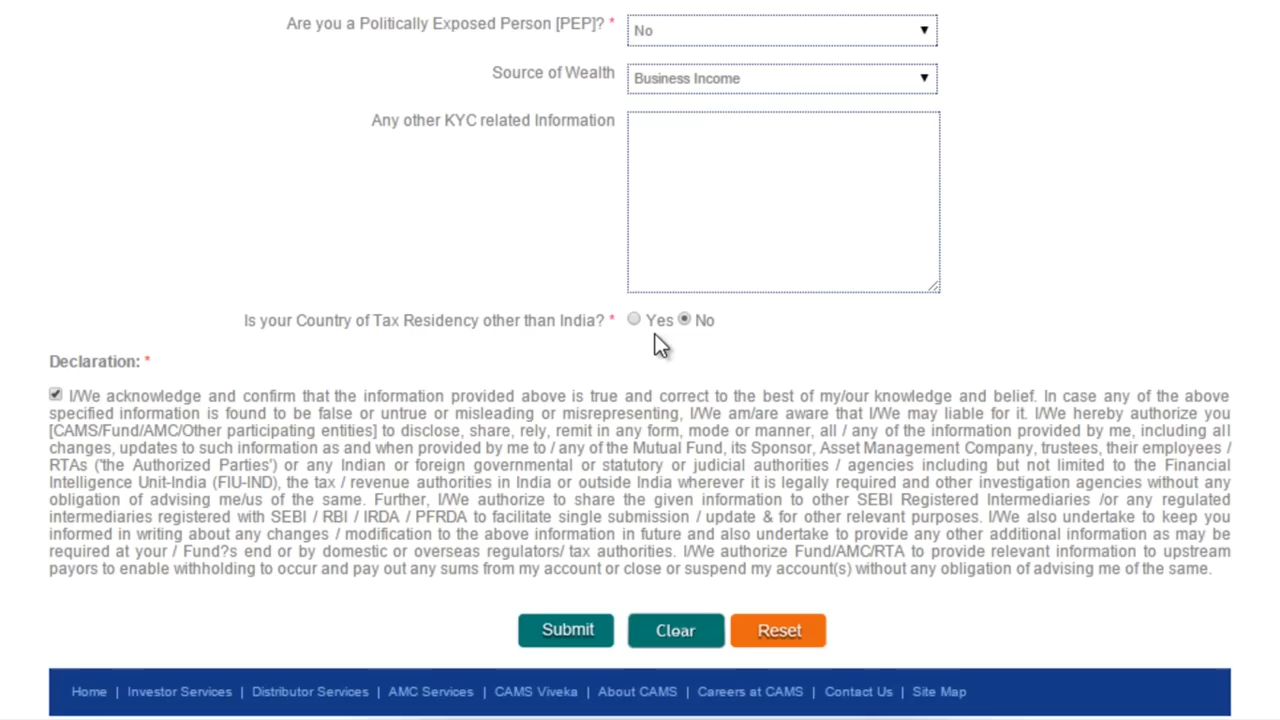 Are you a Politically Exposed Person [PEP]? * No
Source of Wealth Business Income
Any other KYC related Information
Is your Country of Tax Residency other than India? * Yes No
Declaration: *
I/We acknowledge and confirm that the information provided above is true and correct to the best of my/our knowledge and belief. In case any of the above
specified information is found to be false or untrue or misleading or misrepresenting, I/We am/are aware that I/We may liable for it. I/We hereby authorize you
[CAMS/Fund/AMC/Other participating entities] to disclose, share, rely, remit in any form, mode or manner, all / any of the information provided by me, including all
changes, updates to such information as and when provided by me to / any of the Mutual Fund, its Sponsor, Asset Management Company, trustees, their employees /
RTAs ('the Authorized Parties') or any Indian or foreign governmental or statutory or judicial authorities / agencies including but not limited to the Financial
Intelligence Unit-India (FIU-IND), the tax / revenue authorities in India or outside India wherever it is legally required and other investigation agencies without any
obligation of advising me/us of the same. Further, I/We authorize to share the given information to other SEBI Registered Intermediaries /or any regulated
intermediaries registered with SEBI / RBI / IRDA / PFRDA to facilitate single submission / update & for other relevant purposes. I/We also undertake to keep you
informed in writing about any changes / modification to the above information in future and also undertake to provide any other additional information as may be
required at your / Fund?s end or by domestic or overseas regulators/ tax authorities. I/We authorize Fund/AMC/RTA to provide relevant information to upstream
payors to enable withholding to occur and pay out any sums from my account or close or suspend my account(s) without any obligation of advising me of the same.
Submit Clear Reset
Home | Investor Services | Distributor Services | AMC Services | CAMS Viveka | About CAMS | Careers at CAMS | Contact Us | Site Map